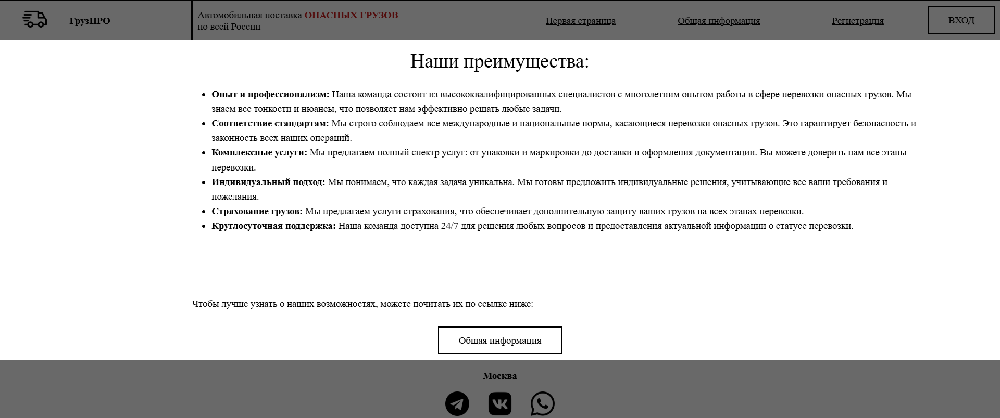 ГрузПРО
Автомобильная поставка ОПАСНЫХ ГРУЗОВ
по всей России
Первая страница
Общая информация
Регистрация
ВХОД
Наши преимущества:
Опыт и профессионализм: Наша команда состоит из высококвалифицированных специалистов с многолетним опытом работы в сфере перевозки опасных грузов. Мы
знаем все тонкости и нюансы, что позволяет нам эффективно решать любые задачи.
Соответствие стандартам: Мы строго соблюдаем все международные и национальные нормы, касающиеся перевозки опасных грузов. Это гарантирует безопасность и
законность всех наших операций.
Комплексные услуги: Мы предлагаем полный спектр услуг: от упаковки и маркировки до доставки и оформления документации. Вы можете доверить нам все этапы
перевозки.
Индивидуальный подход: Мы понимаем, что каждая задача уникальна. Мы готовы предложить индивидуальные решения, учитывающие все ваши требования и
пожелания.
Страхование грузов: Мы предлагаем услуги страхования, что обеспечивает дополнительную защиту ваших грузов на всех этапах перевозки.
Круглосуточная поддержка: Наша команда доступна 24/7 для решения любых вопросов и предоставления актуальной информации о статусе перевозки.
Чтобы лучше узнать о наших возможностях, можете почитать их по ссылке ниже:
Общая информация
Москва